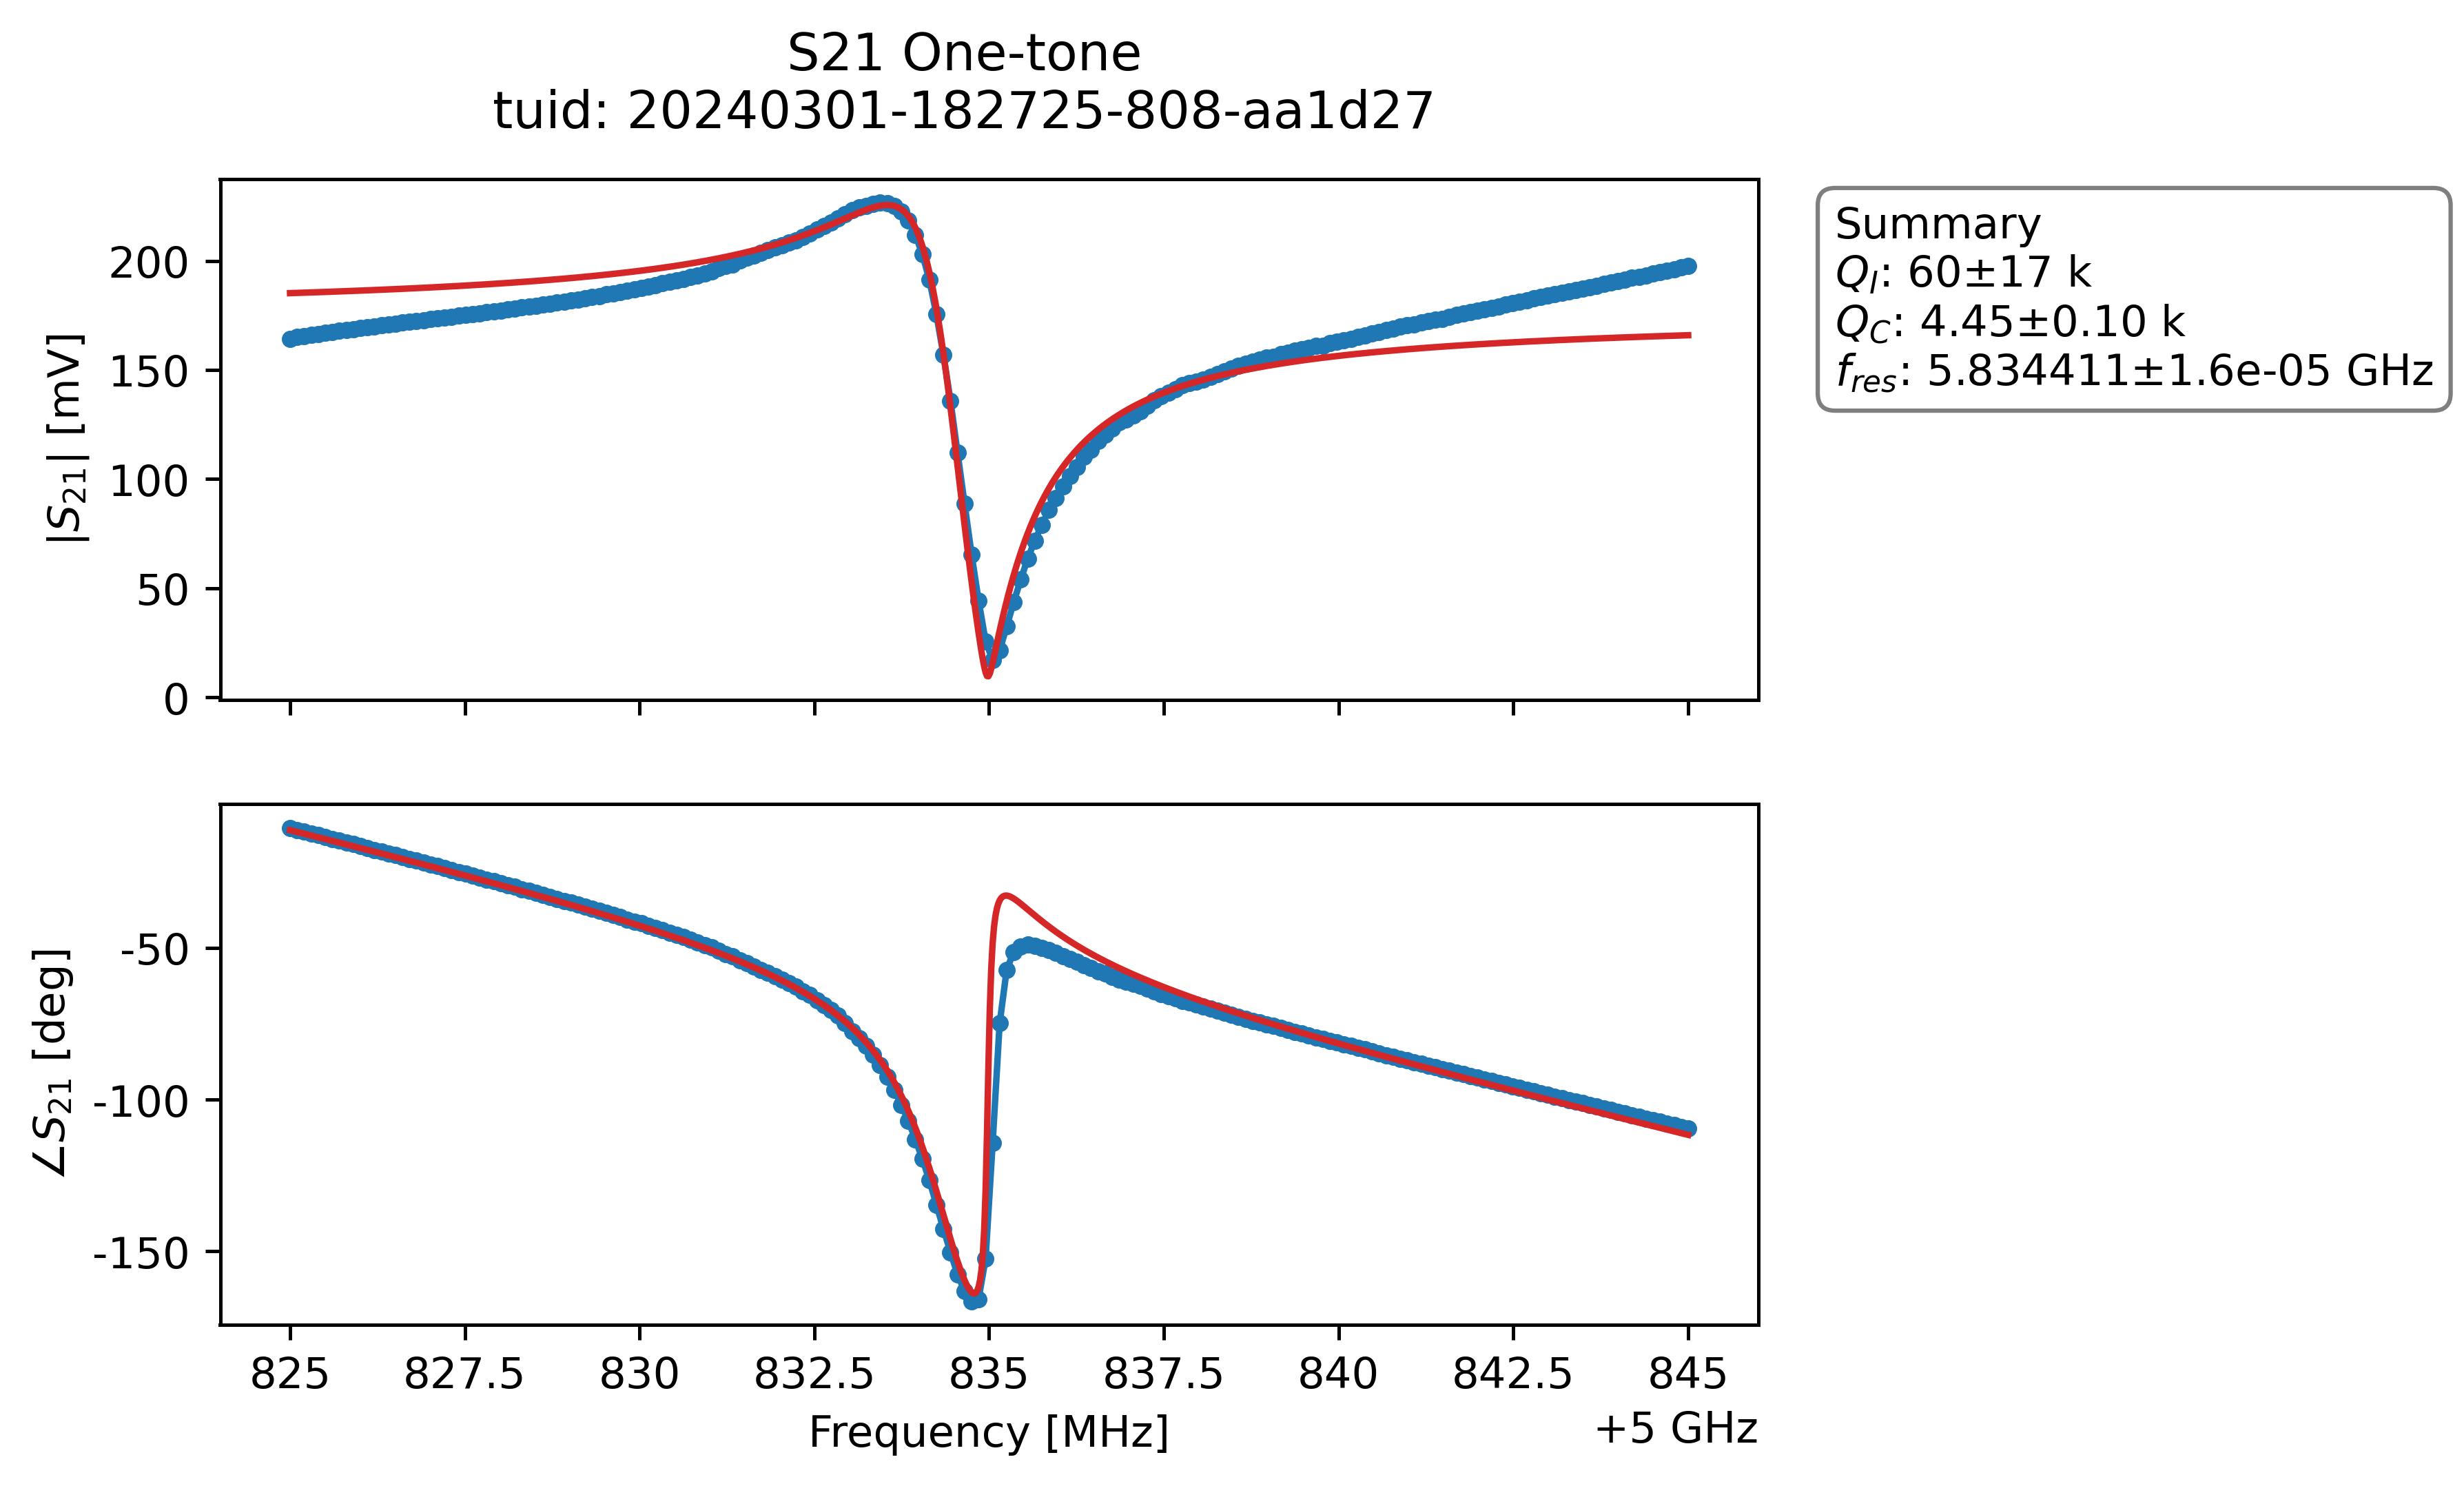 S21 One-tone
tuid: 20240301-182725-808-aa1d27
|S21| [mV]
200
150
100
50
0
Summary
QI: 60±17 k
QC: 4.45±0.10 k
fres: 5.834411±1.6e-05 GHz
∠S21 [deg]
-50
-100
-150
825 827.5 830 832.5 835 837.5 840 842.5 845
Frequency [MHz]
+5 GHz